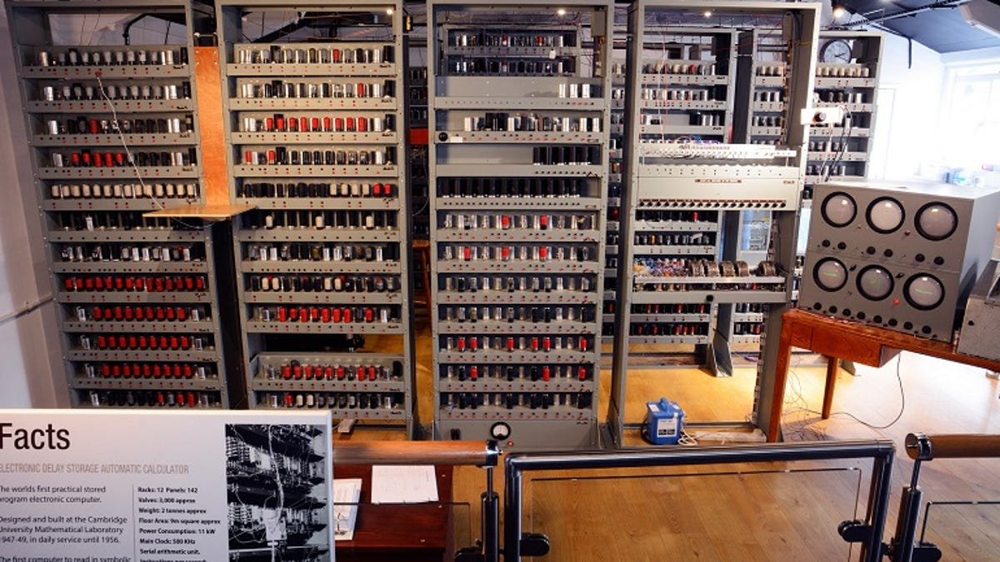 Facts
ELECTRONIC DELAY STORAGE AUTOMATIC CALCULATOR
The worlds first practical stored
program electronic computer.
Designed and built at the Cambridge
University Mathematical Laboratory
1947-49, in daily service until 1956.
The first computer to read in symbolic
Racks: 12 Panels: 142
Valves: 3,000 approx
Weight: 2 tonnes approx
Floor Area: 9m square approx
Power Consumption: 11 kW
Main Clock: 500 KHz
Serial arithmetic unit.
Instructions per second: